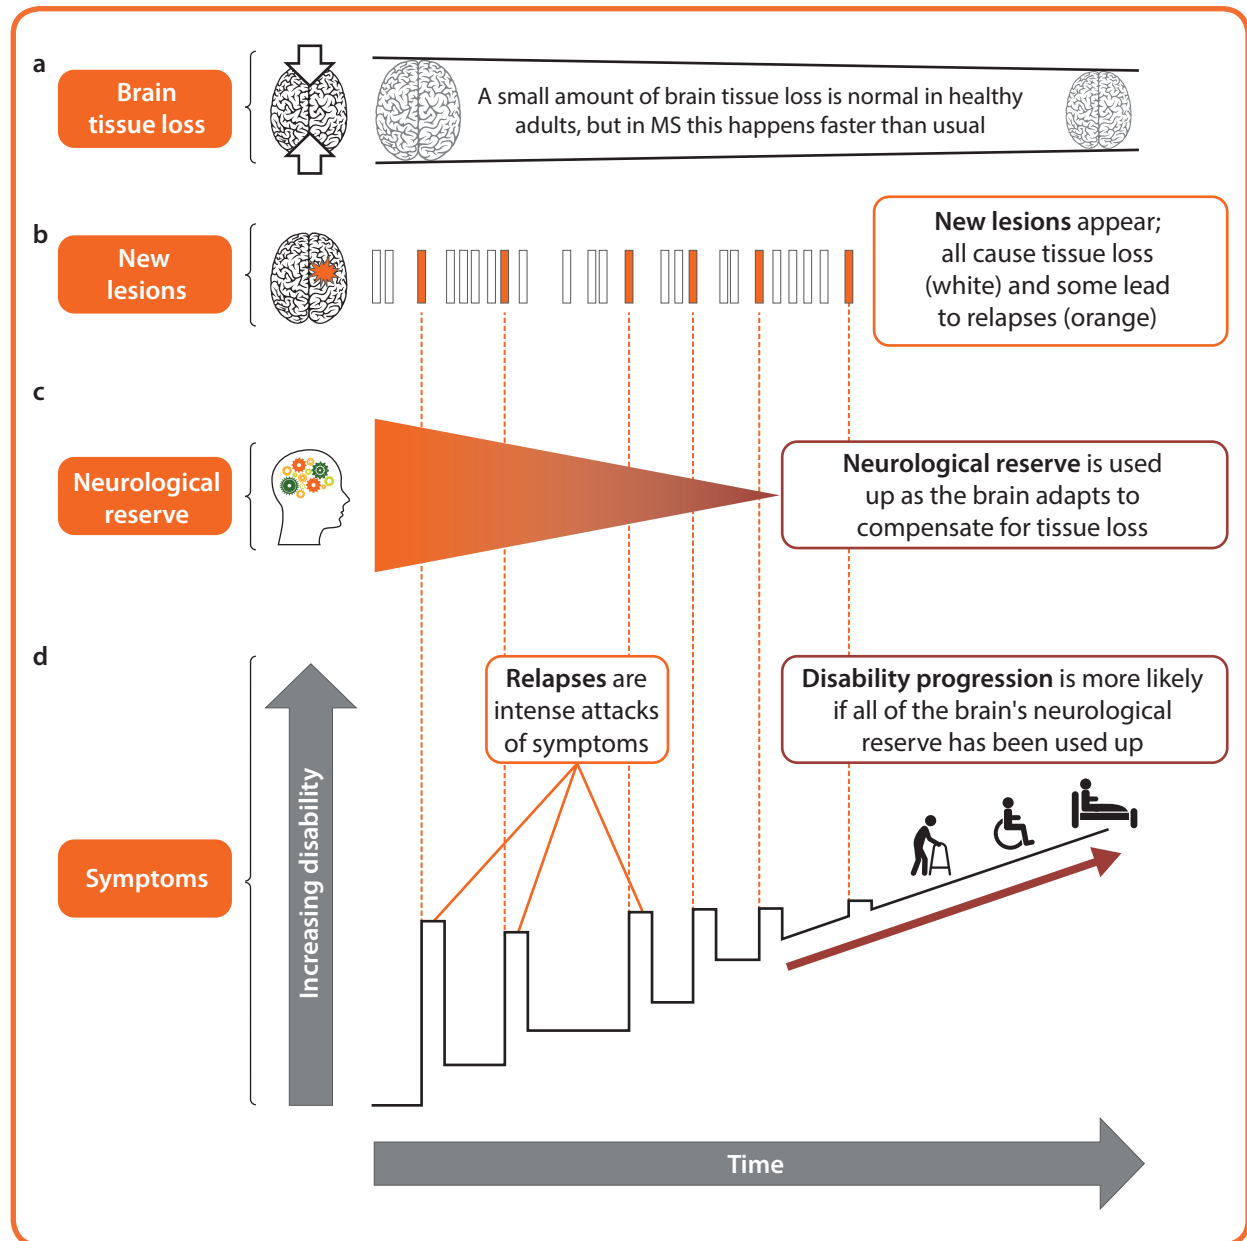 a
Brain
tissue loss
A small amount of brain tissue loss is normal in healthy
adults, but in MS this happens faster than usual
b
New
lesions
New lesions appear;
all cause tissue loss
(white) and some lead
to relapses (orange)
c
Neurological
reserve
Neurological reserve is used
up as the brain adapts to
compensate for tissue loss
d
Symptoms
Increasing disability
Relapses are
intense attacks
of symptoms
Disability progression is more likely
if all of the brain's neurological
reserve has been used up
Time